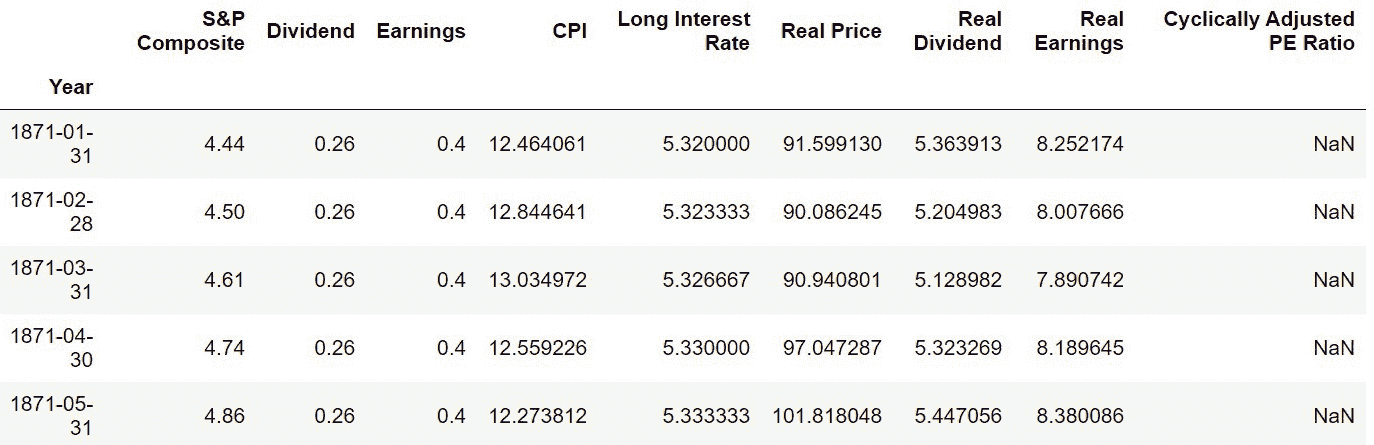 S&P Composite Dividend Earnings CPI Long Interest Rate Real Price Real Dividend Real Earnings Cyclically Adjusted PE Ratio
Year
1871-01-31 4.44 0.26 0.4 12.464061 5.320000 91.599130 5.363913 8.252174 NaN
1871-02-28 4.50 0.26 0.4 12.844641 5.323333 90.086245 5.204983 8.007666 NaN
1871-03-31 4.61 0.26 0.4 13.034972 5.326667 90.940801 5.128982 7.890742 NaN
1871-04-30 4.74 0.26 0.4 12.559226 5.330000 97.047287 5.323269 8.189645 NaN
1871-05-31 4.86 0.26 0.4 12.273812 5.333333 101.818048 5.447056 8.380086 NaN